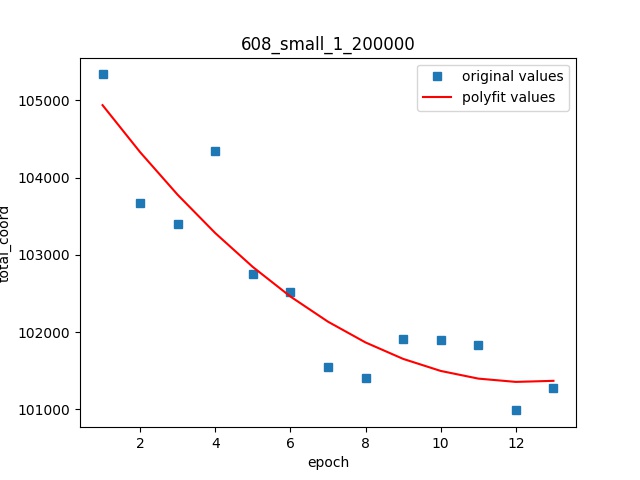 608_small_1_200000
original values
polyfit values
105000
104000
103000
102000
101000
total_coord
2 4 6 8 10 12
epoch